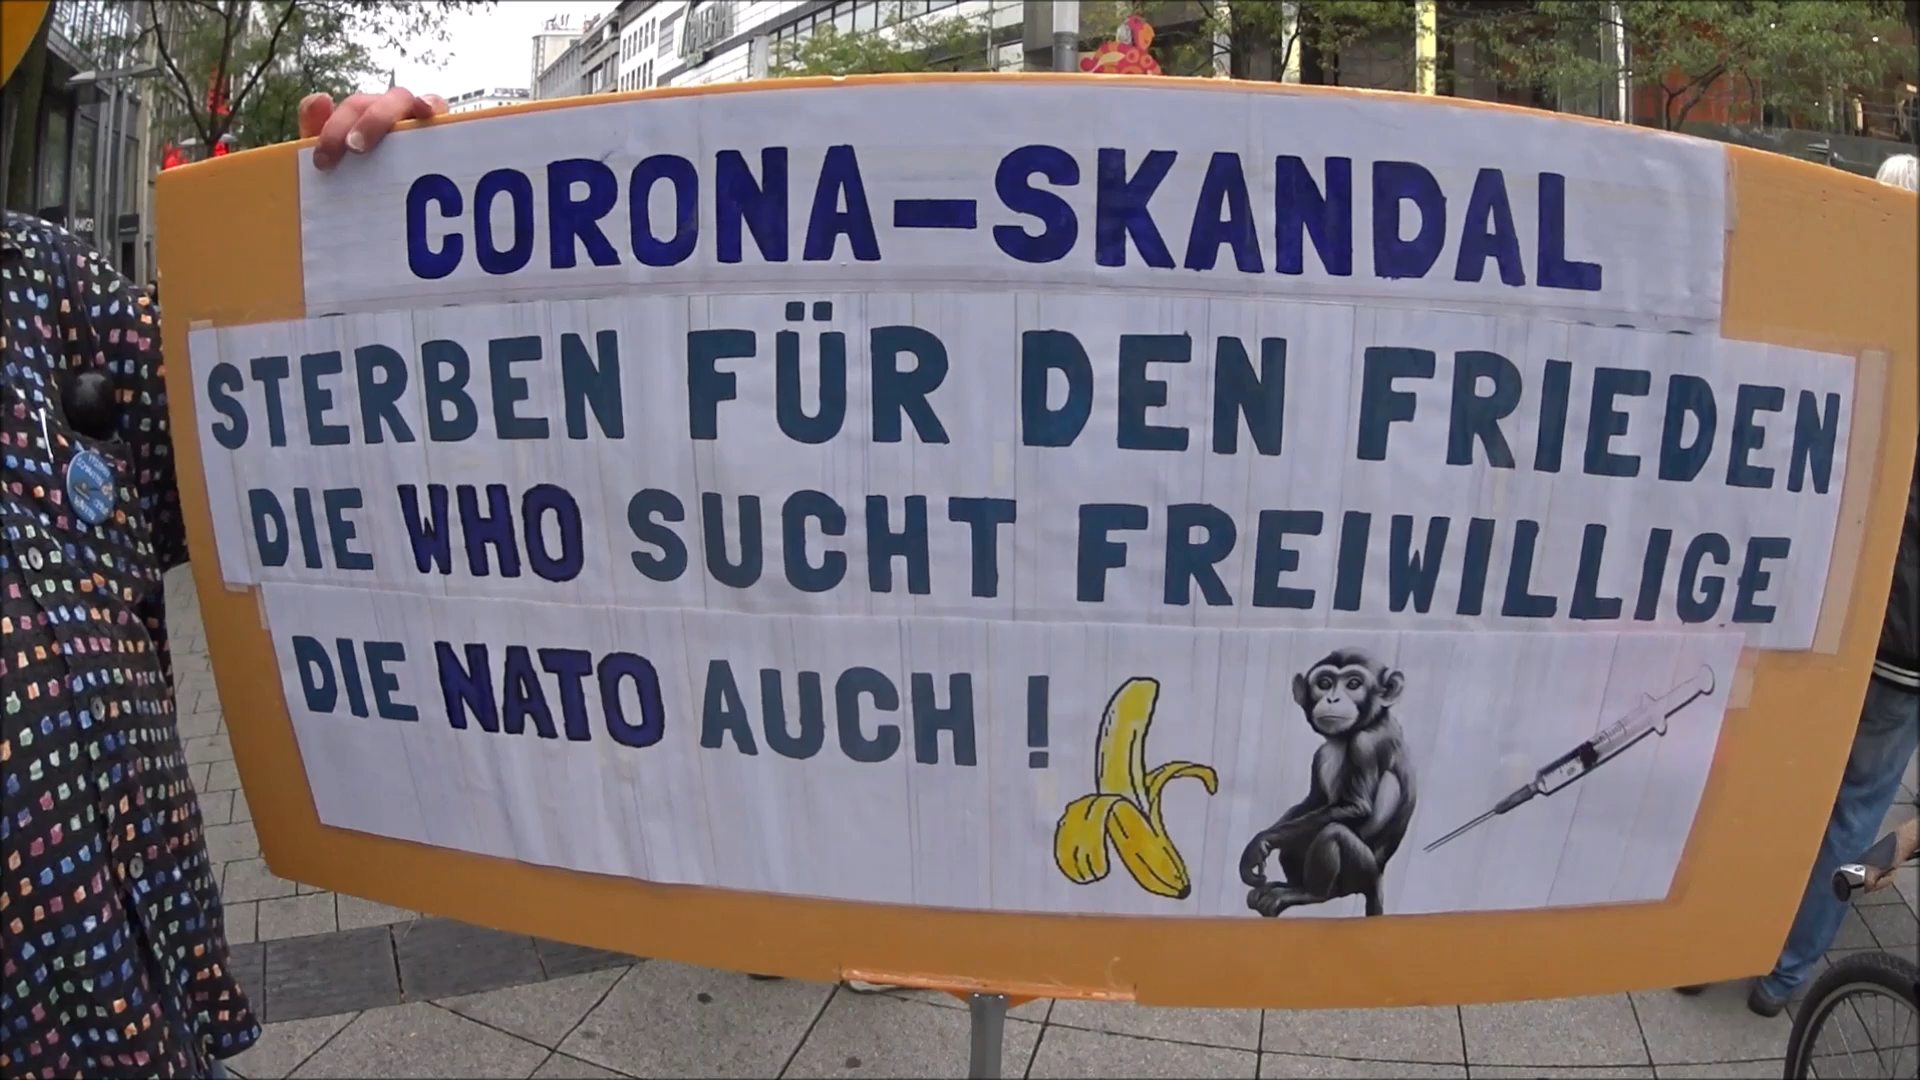 CORONA-SKANDAL
STERBEN FÜR DEN FRIEDEN
DIE WHO SUCHT FREIWILLIGE
DIE NATO AUCH !